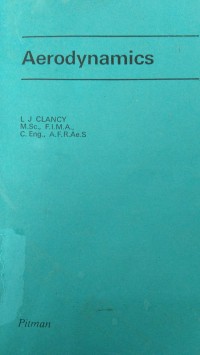 Aerodynamics
L J CLANCY
M.Sc., F.I.M.A.,
C. Eng., A.F.R.Ae.S
Pitman